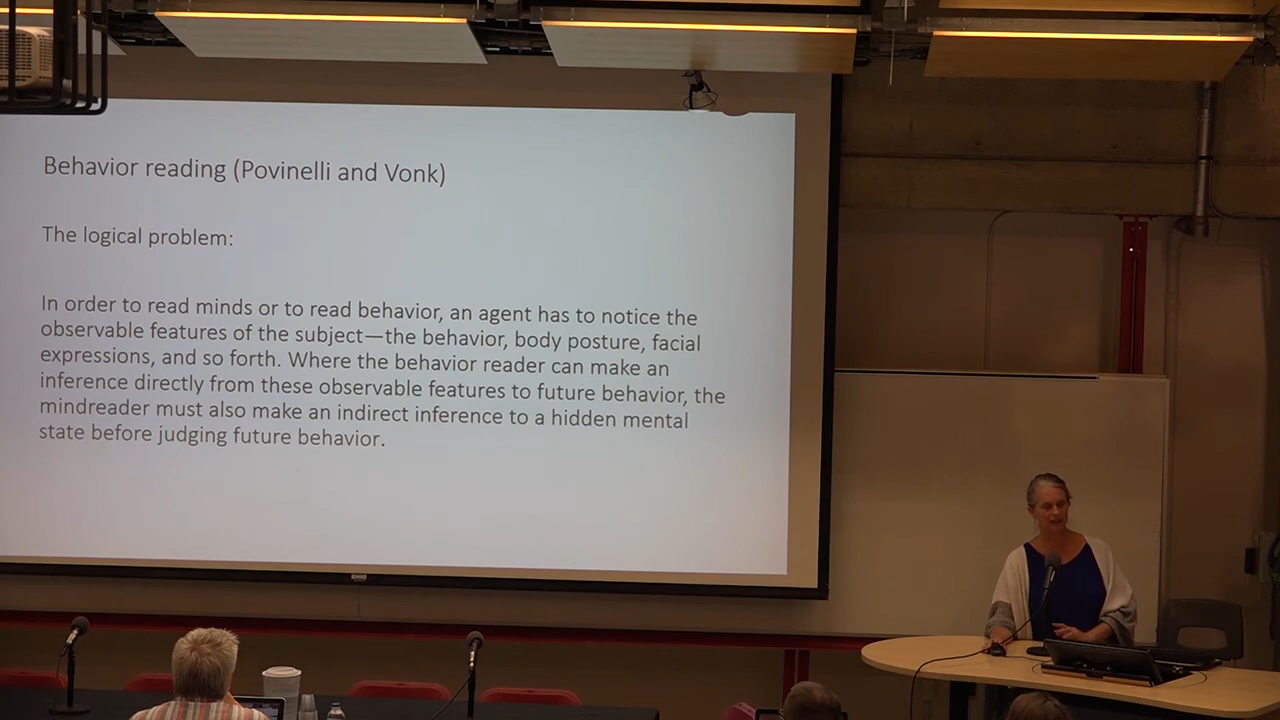 Behavior reading (Povinelli and Vonk)
The logical problem:
In order to read minds or to read behavior, an agent has to notice the
observable features of the subject—the behavior, body posture, facial
expressions, and so forth. Where the behavior reader can make an
inference directly from these observable features to future behavior, the
mindreader must also make an indirect inference to a hidden mental
state before judging future behavior.